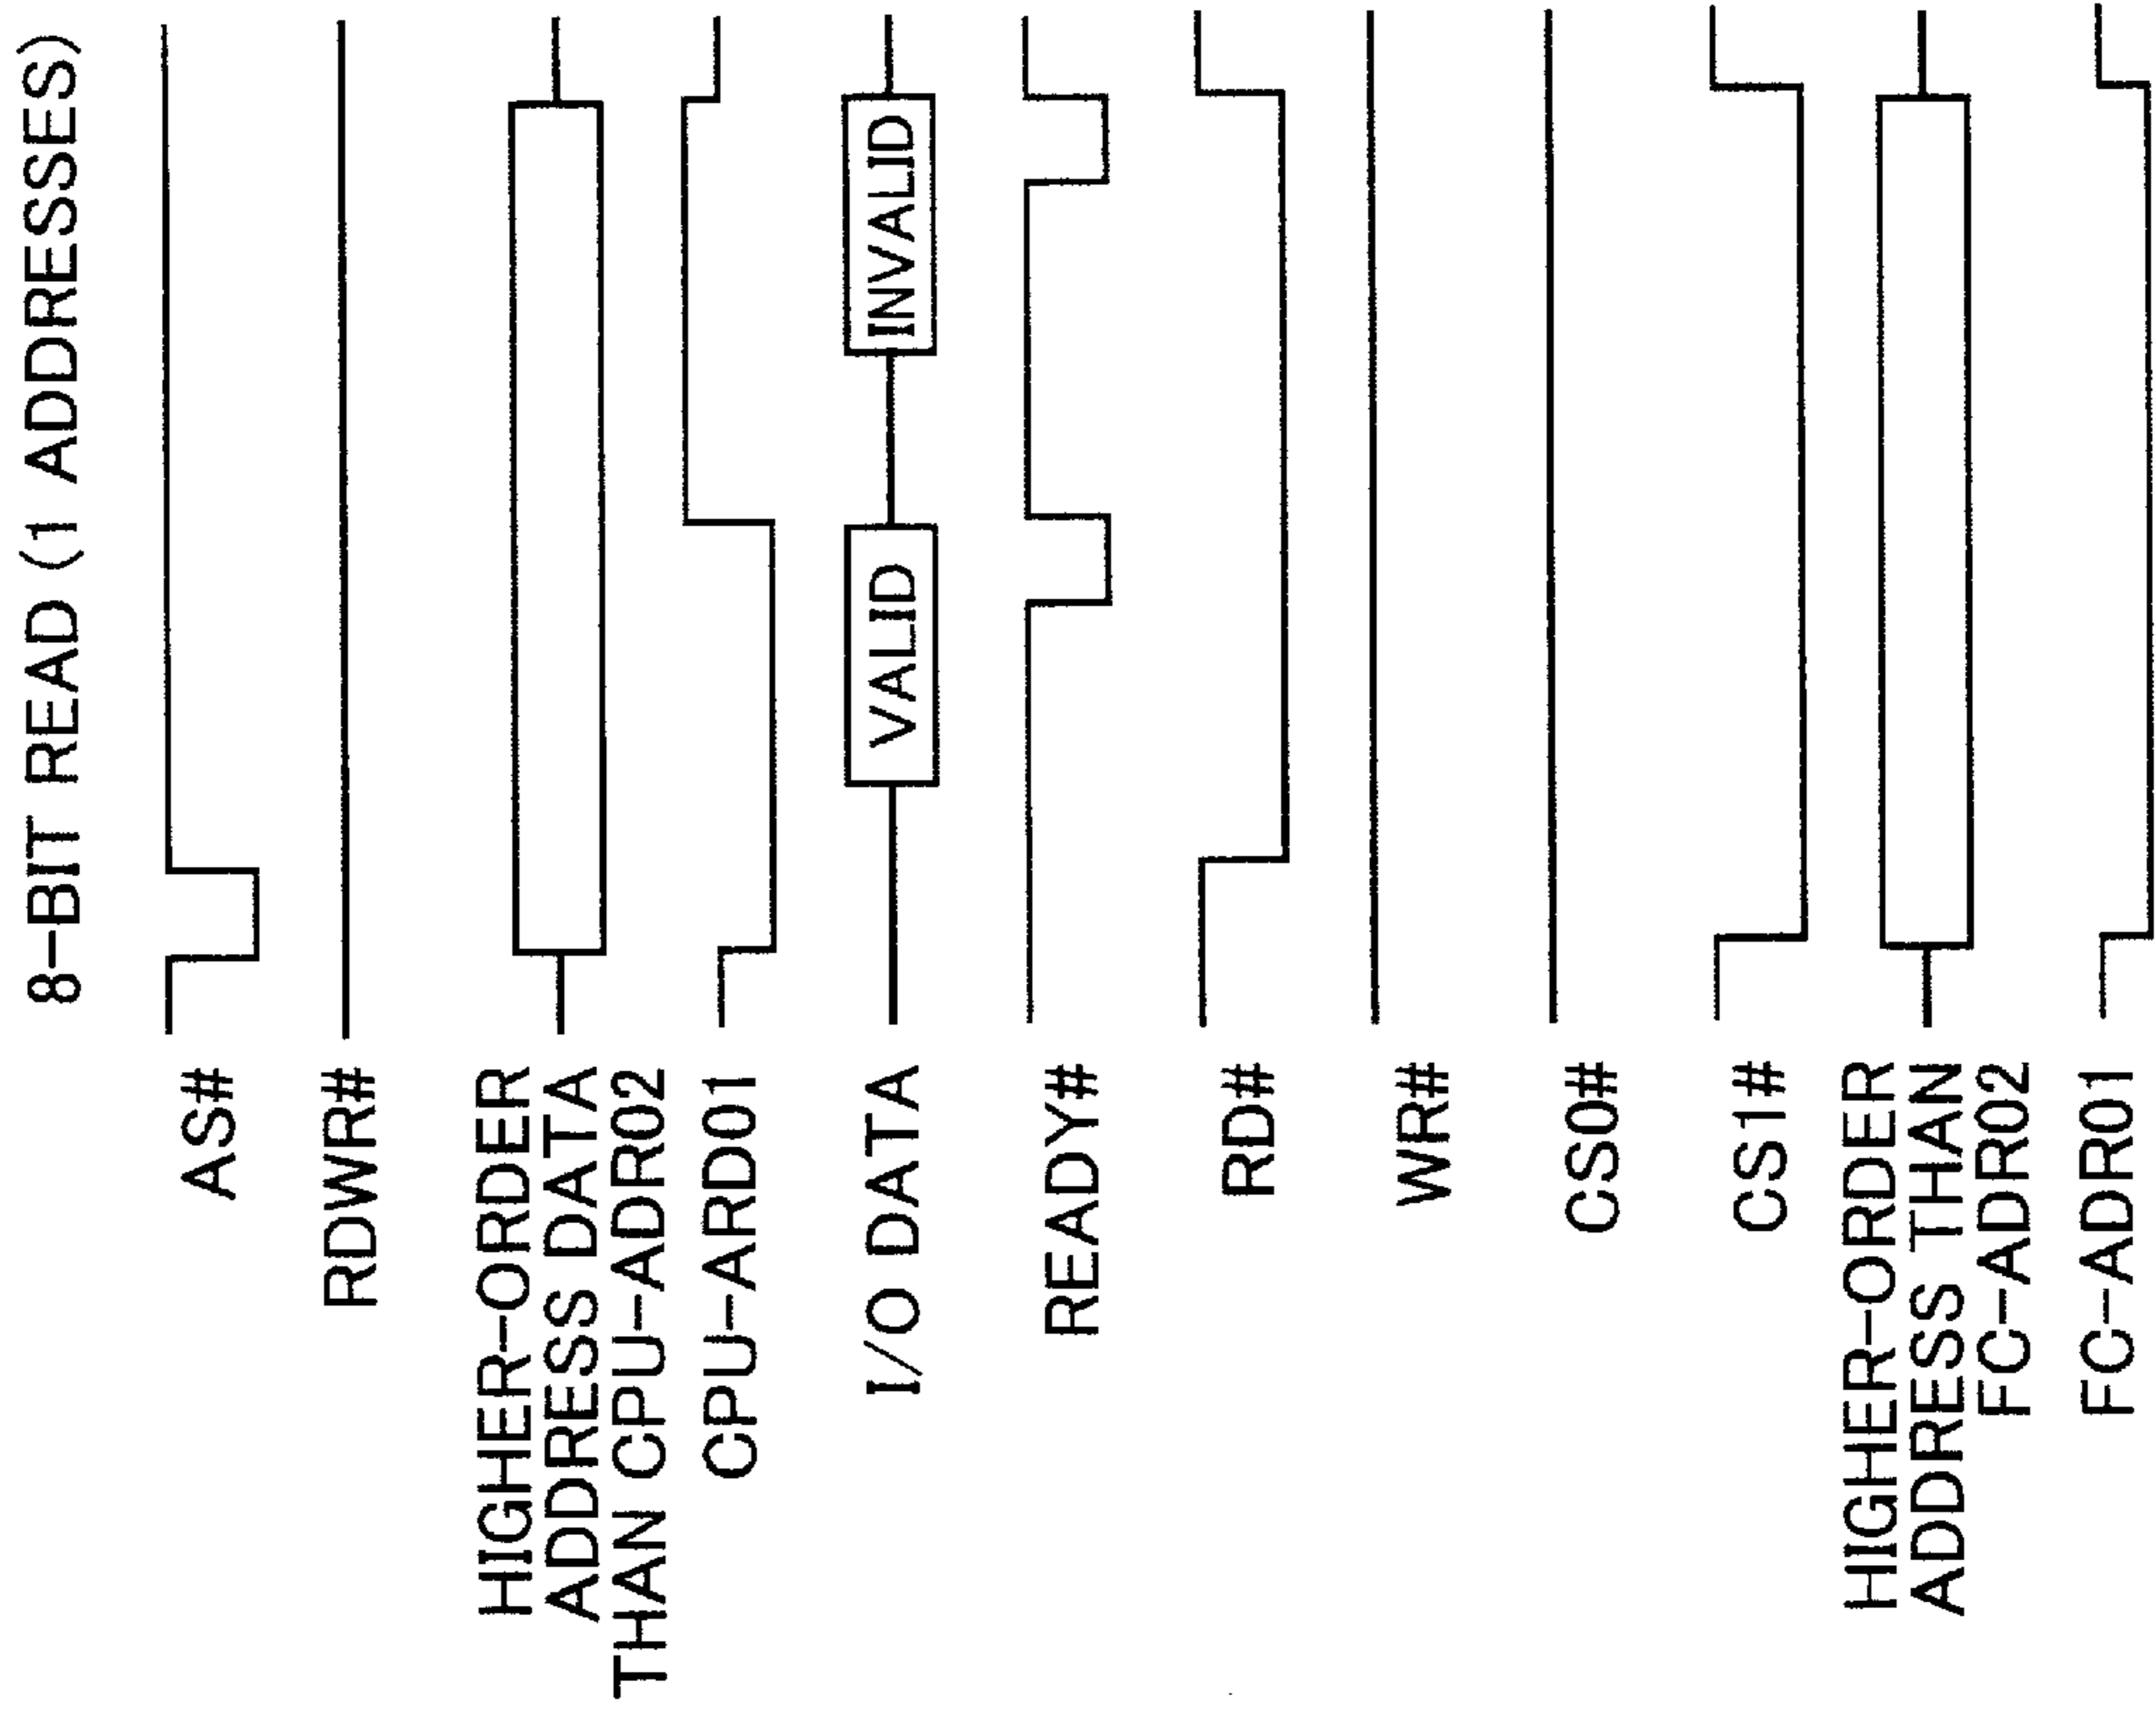 8-BIT READ (1 ADDRESSES)
AS#
RDWR#
HIGHER-ORDER
ADDRESS DATA
THAN CPU-ADR02
CPU-ARD01
I/O DATA
VALID
INVALID
READY#
RD#
WR#
CS0#
CS1#
HIGHER-ORDER
ADDRESS THAN
FC-ADR02
FC-ADR01